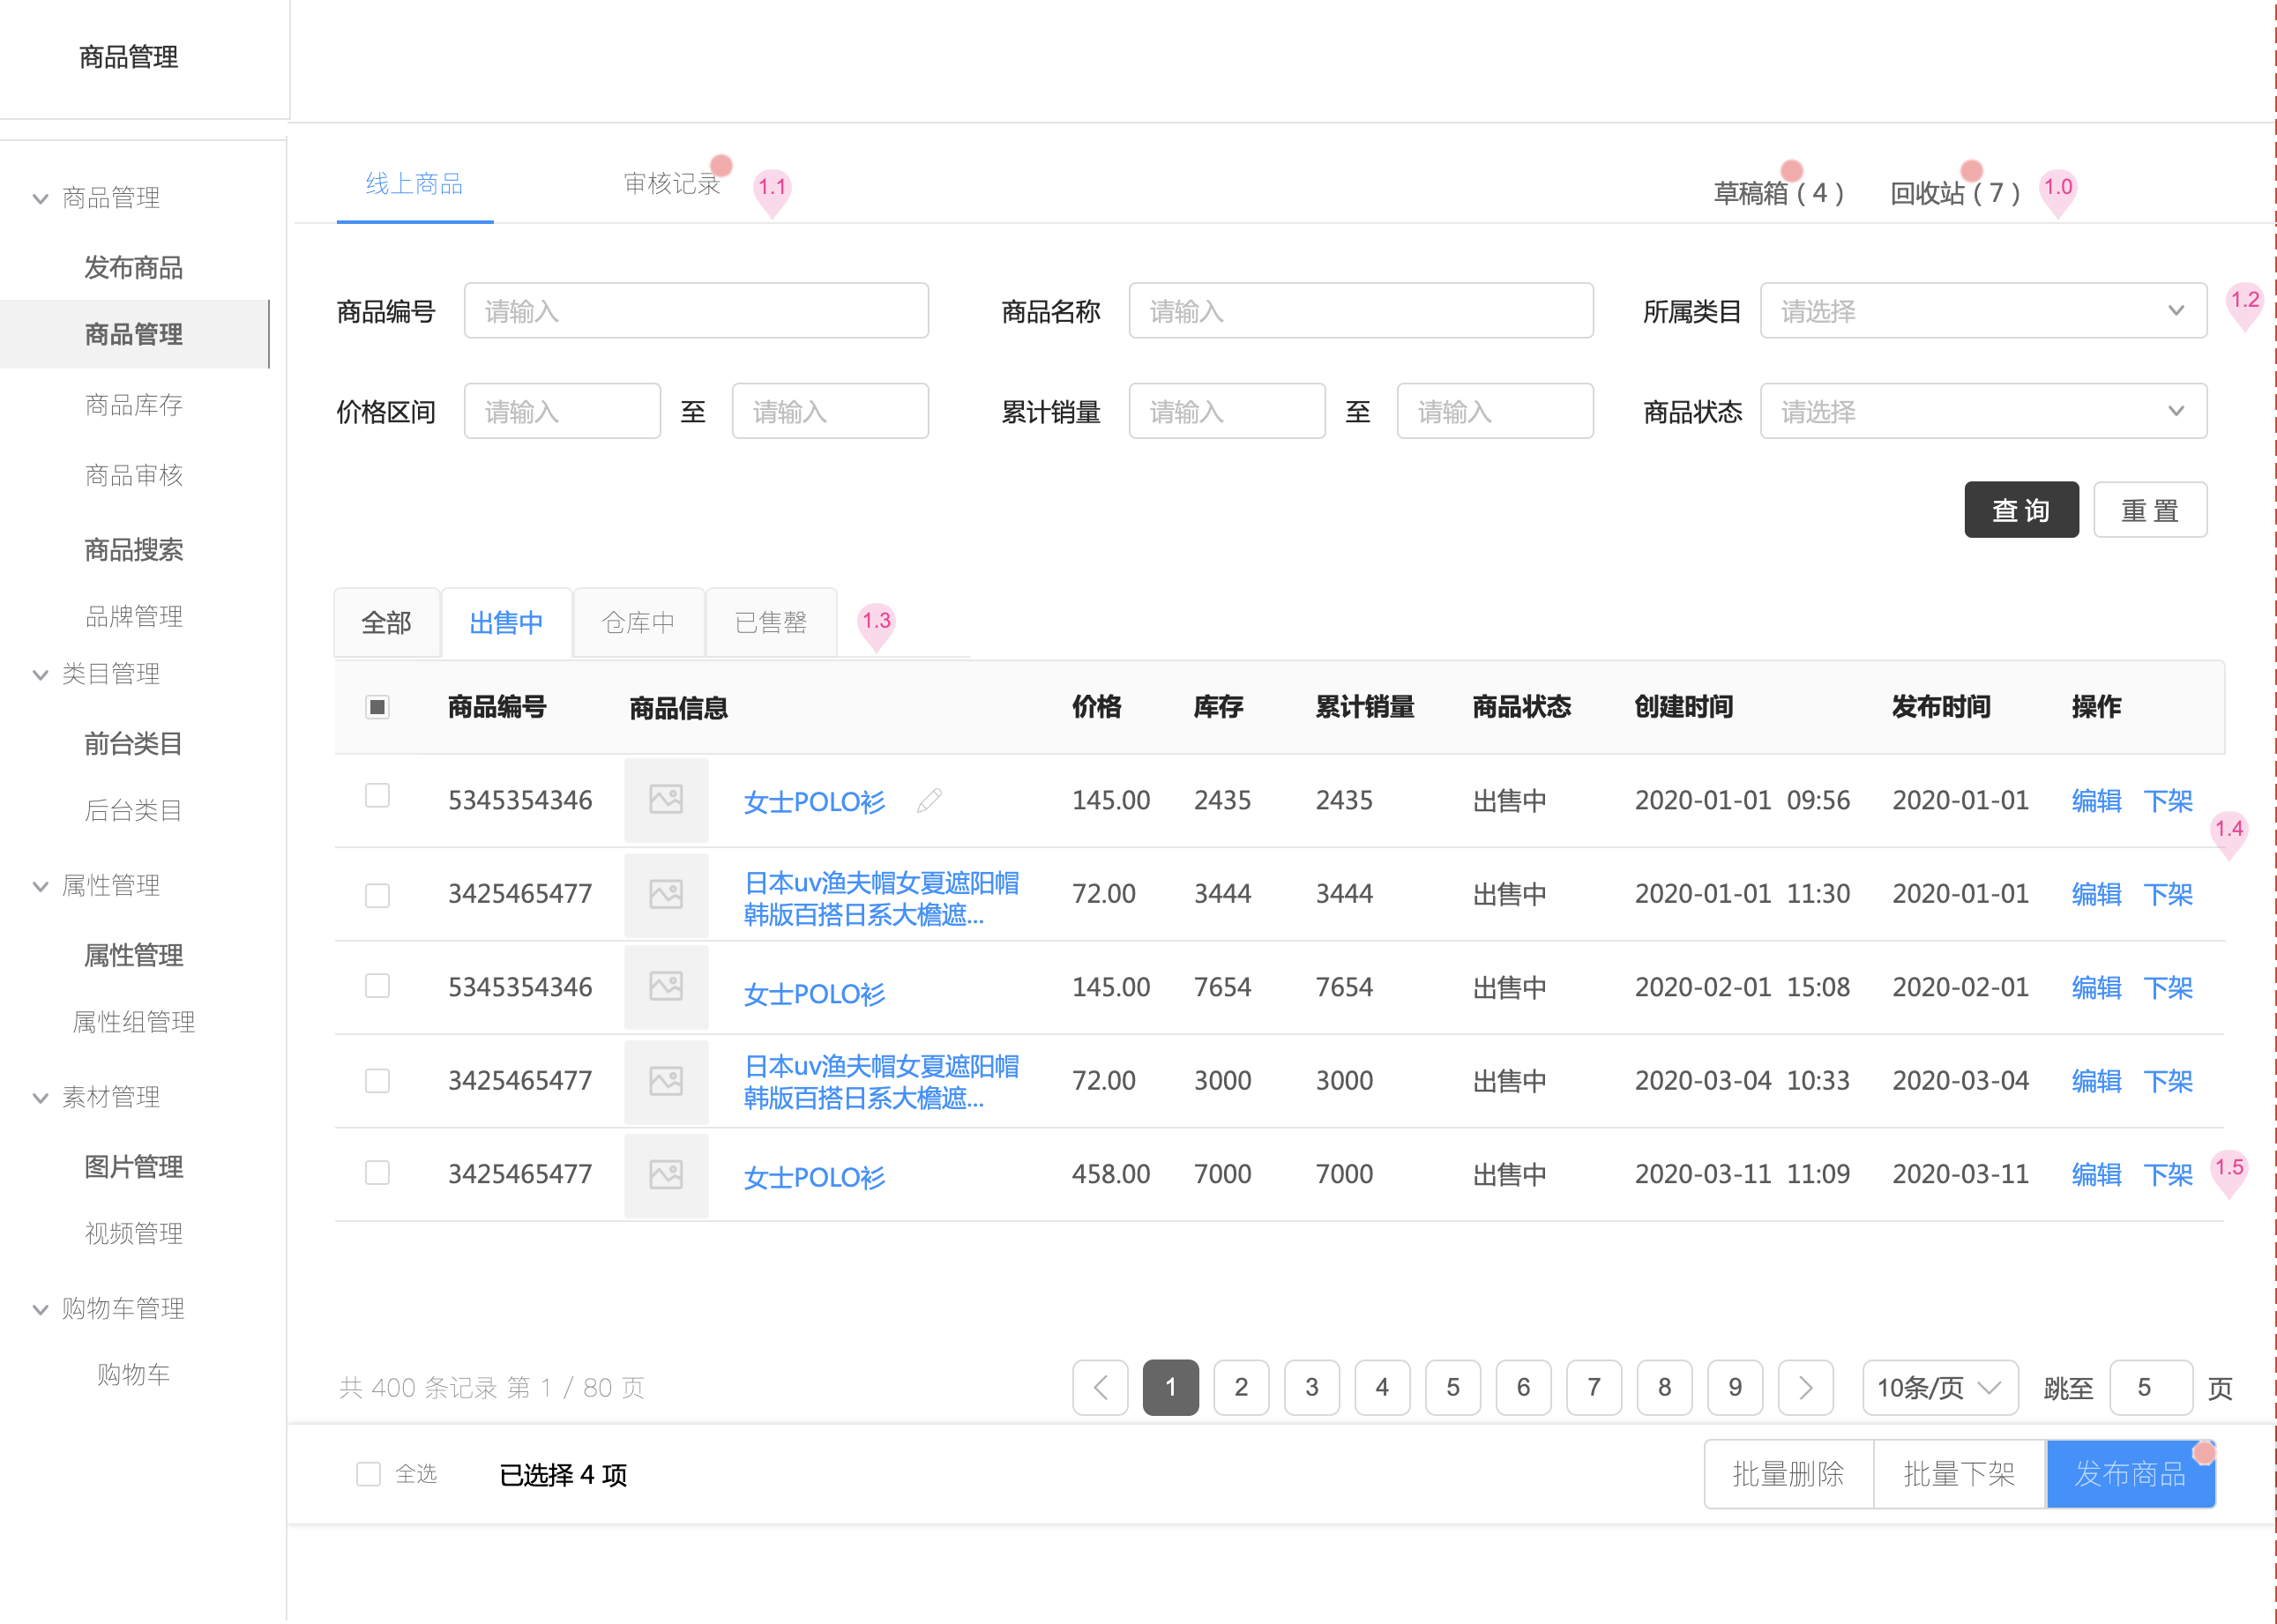 商品管理
商品管理
发布商品
商品管理
商品库存
商品审核
商品搜索
品牌管理
类目管理
前台类目
后台类目
属性管理
属性管理
属性组管理
素材管理
图片管理
视频管理
购物车管理
购物车
线上商品 审核记录 1.1 草稿箱 ( 4 ) 回收站 ( 7 ) 1.0
商品编号 请输入 商品名称 请输入 所属类目 请选择 1.2
价格区间 请输入 至 请输入 累计销量 请输入 至 请输入 商品状态 请选择
查 询 重 置
全部 出售中 仓库中 已售罄 1.3
商品编号 商品信息 价格 库存 累计销量 商品状态 创建时间 发布时间 操作
5345354346 女士POLO衫 145.00 2435 2435 出售中 2020-01-01 09:56 2020-01-01 编辑 下架
1.4
3425465477 日本uv渔夫帽女夏遮阳帽
韩版百搭日系大檐遮... 72.00 3444 3444 出售中 2020-01-01 11:30 2020-01-01 编辑 下架
5345354346 女士POLO衫 145.00 7654 7654 出售中 2020-02-01 15:08 2020-02-01 编辑 下架
3425465477 日本uv渔夫帽女夏遮阳帽
韩版百搭日系大檐遮... 72.00 3000 3000 出售中 2020-03-04 10:33 2020-03-04 编辑 下架
3425465477 女士POLO衫 458.00 7000 7000 出售中 2020-03-11 11:09 2020-03-11 编辑 下架 1.5
共 400 条记录 第 1 / 80 页 1 2 3 4 5 6 7 8 9 10条/页 跳至 5 页
全选 已选择 4 项 批量删除 批量下架 发布商品